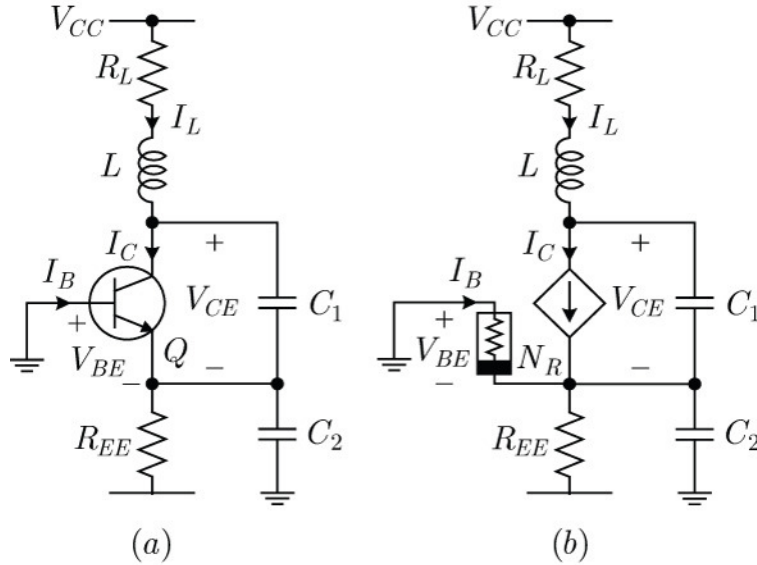 V_CC V_CC
R_L R_L
I_L I_L
L L
I_C + I_C +
I_B V_CE C_1 I_B V_CE C_1
+ +
V_BE Q V_BE N_R
− − − −
R_EE C_2 R_EE C_2
(a) (b)